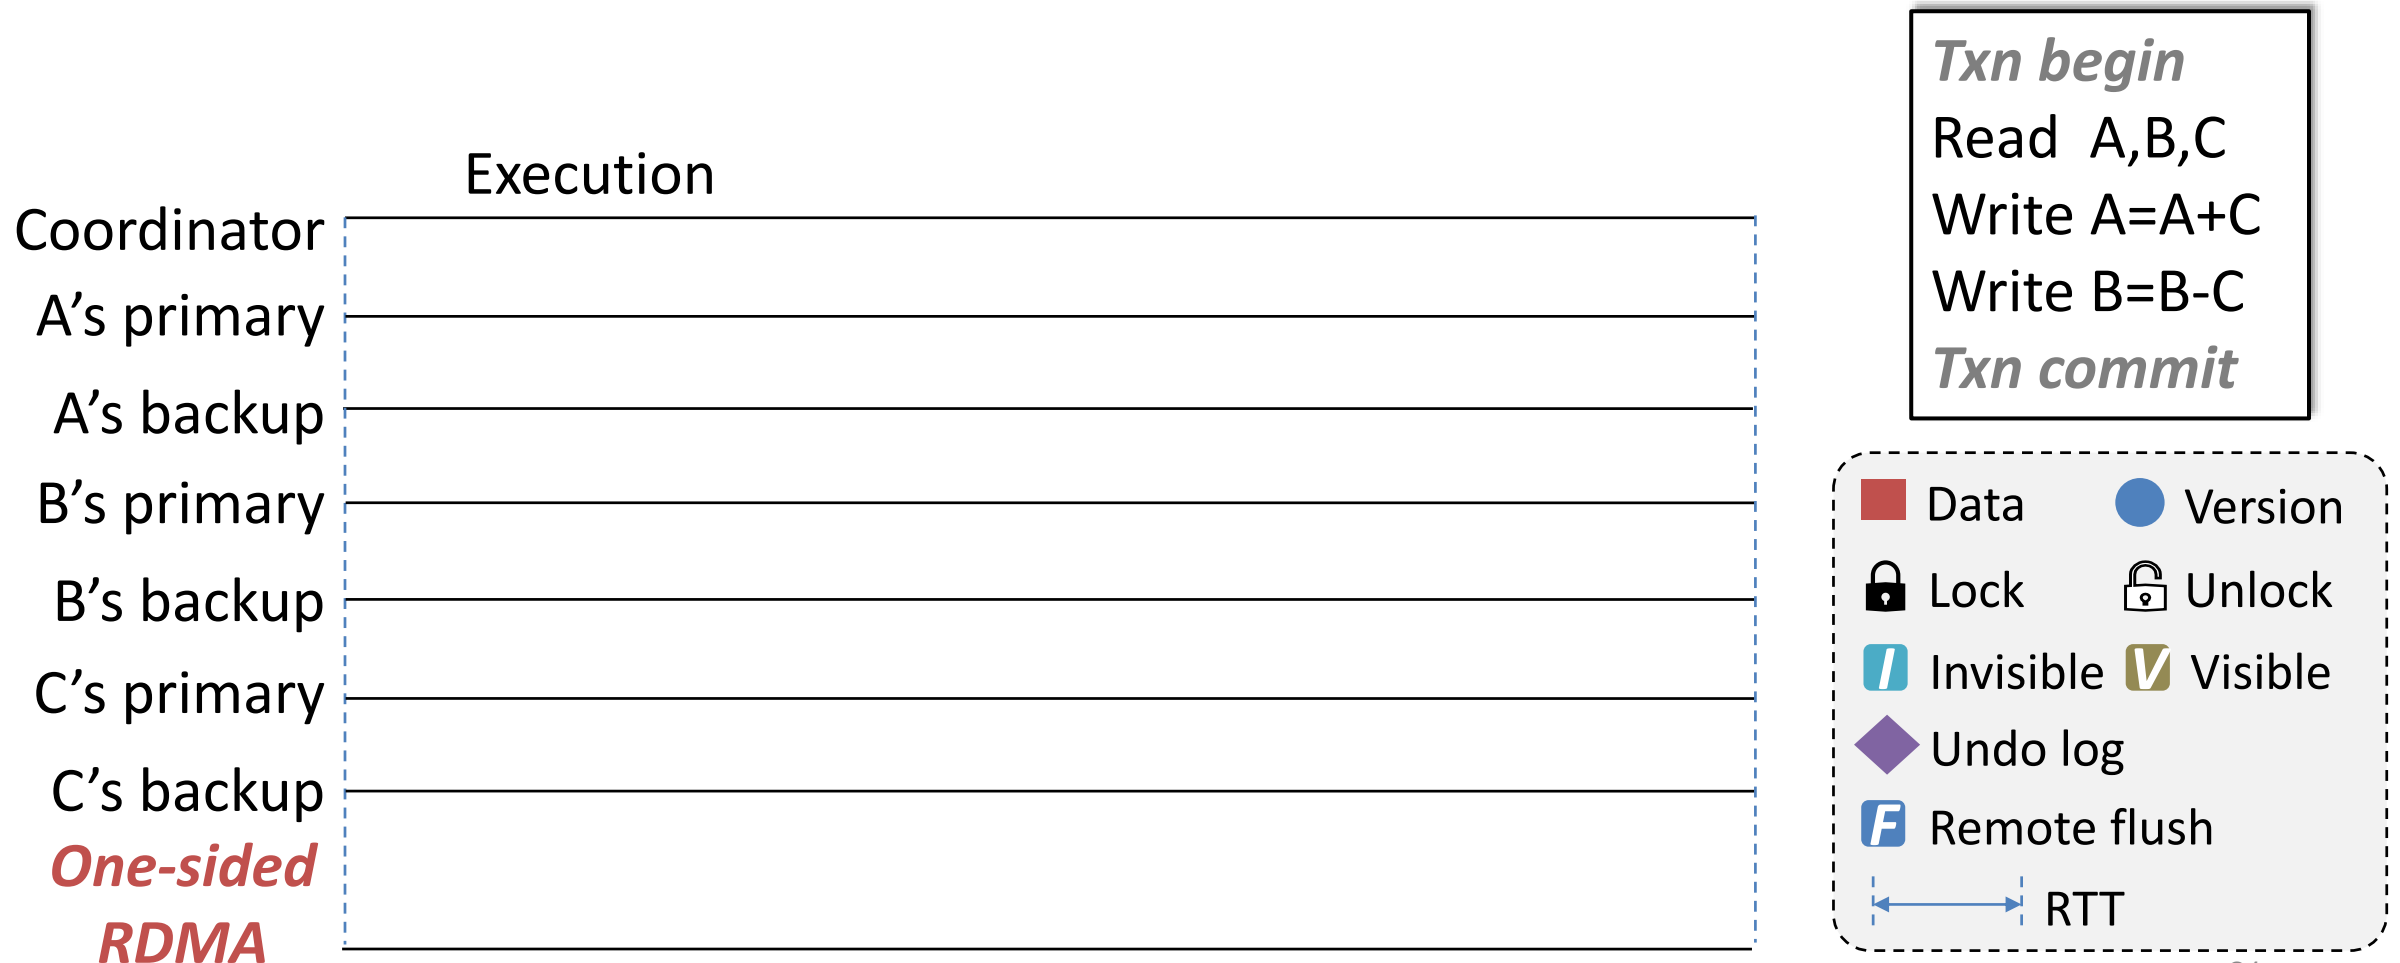 Execution
Coordinator
A's primary
A's backup
B's primary
B's backup
C's primary
C's backup
One-sided
RDMA
Txn begin
Read A,B,C
Write A=A+C
Write B=B-C
Txn commit
Data
Version
Lock
Unlock
I Invisible
V Visible
Undo log
F Remote flush
RTT